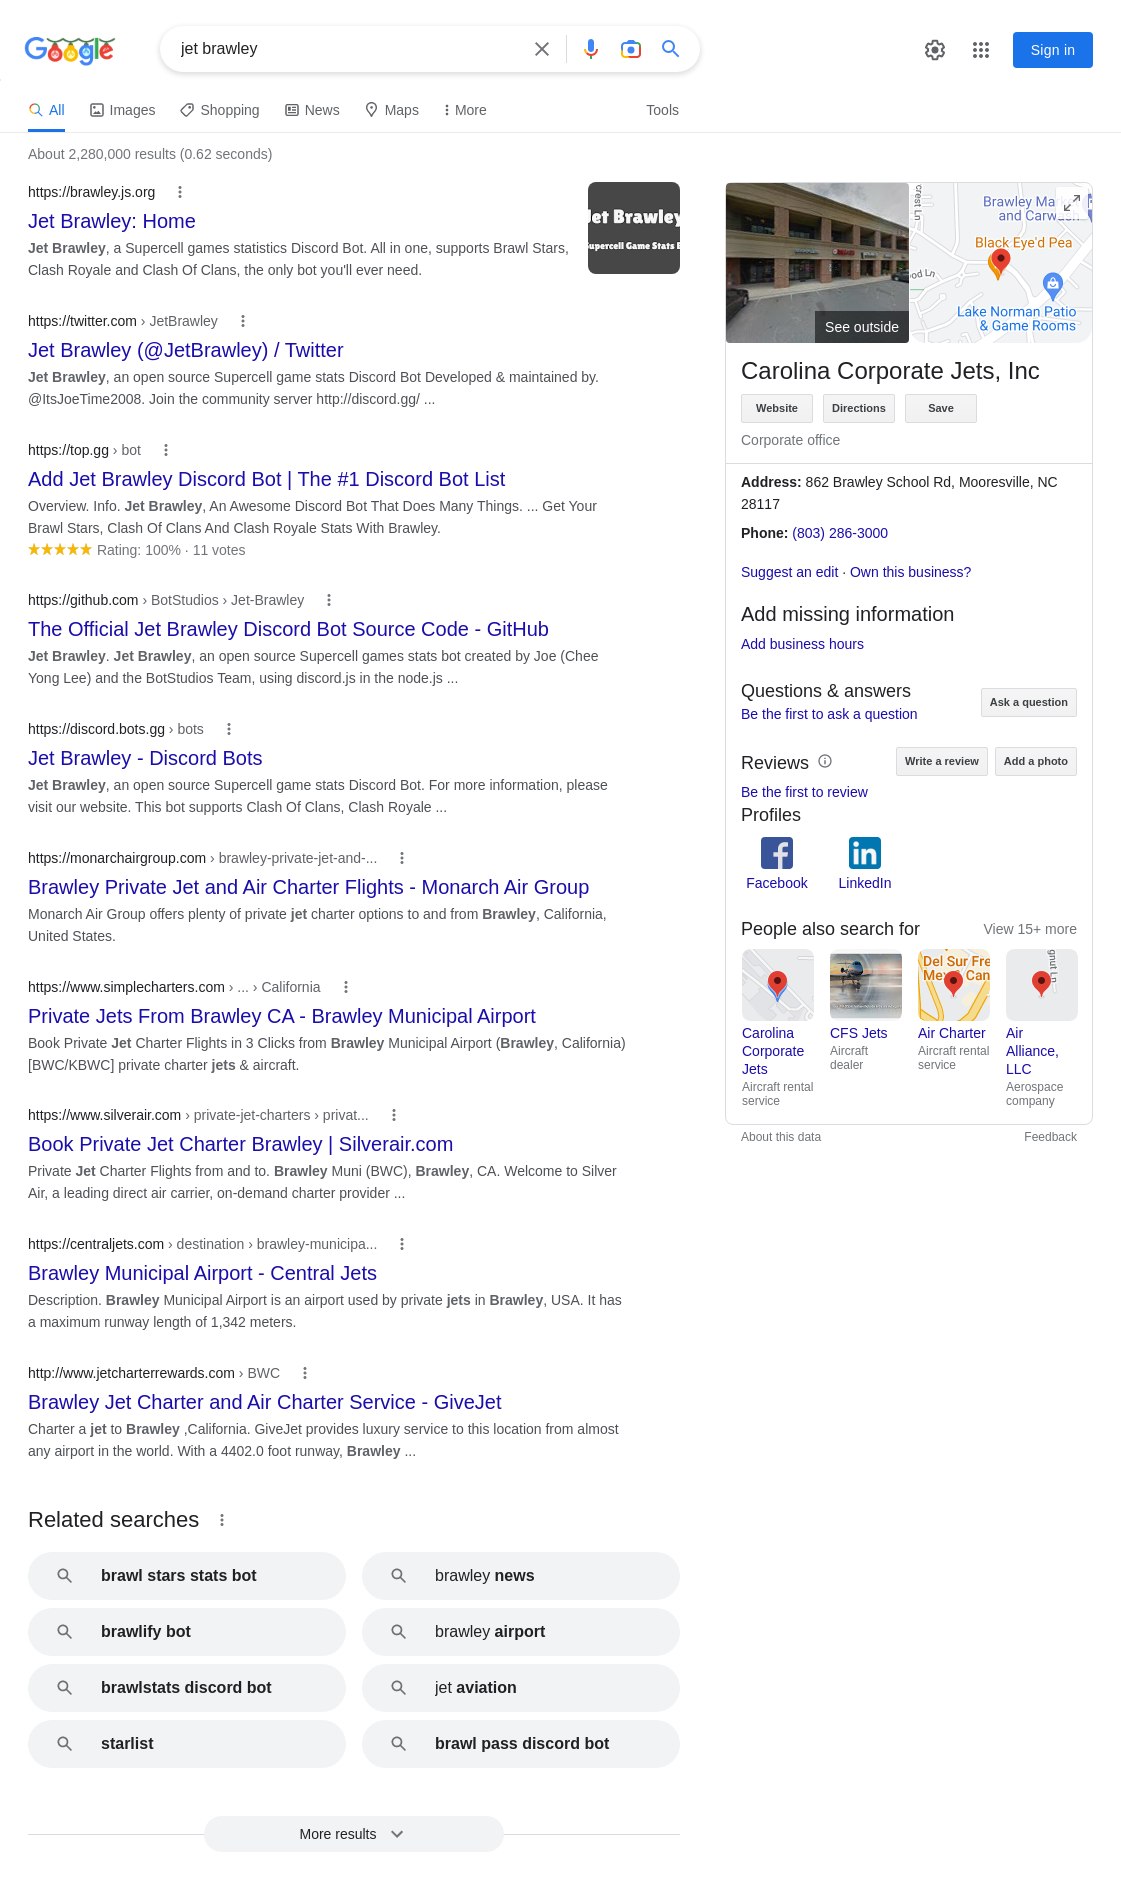 Google
jet brawley
Sign in
All
Images
Shopping
News
Maps
More
Tools
About 2,280,000 results (0.62 seconds)
https://brawley.js.org
Jet Brawley: Home
Jet Brawley, a Supercell games statistics Discord Bot. All in one, supports Brawl Stars,
Clash Royale and Clash Of Clans, the only bot you'll ever need.
Jet Brawley
Supercell Game Stats
https://twitter.com › JetBrawley
Jet Brawley (@JetBrawley) / Twitter
Jet Brawley, an open source Supercell game stats Discord Bot Developed & maintained by.
@ItsJoeTime2008. Join the community server http://discord.gg/ ...
https://top.gg › bot
Add Jet Brawley Discord Bot | The #1 Discord Bot List
Overview. Info. Jet Brawley, An Awesome Discord Bot That Does Many Things. ... Get Your
Brawl Stars, Clash Of Clans And Clash Royale Stats With Brawley.
Rating: 100% · 11 votes
https://github.com › BotStudios › Jet-Brawley
The Official Jet Brawley Discord Bot Source Code - GitHub
Jet Brawley. Jet Brawley, an open source Supercell games stats bot created by Joe (Chee
Yong Lee) and the BotStudios Team, using discord.js in the node.js ...
https://discord.bots.gg › bots
Jet Brawley - Discord Bots
Jet Brawley, an open source Supercell game stats Discord Bot. For more information, please
visit our website. This bot supports Clash Of Clans, Clash Royale ...
https://monarchairgroup.com › brawley-private-jet-and-...
Brawley Private Jet and Air Charter Flights - Monarch Air Group
Monarch Air Group offers plenty of private jet charter options to and from Brawley, California,
United States.
https://www.simplecharters.com › ... › California
Private Jets From Brawley CA - Brawley Municipal Airport
Book Private Jet Charter Flights in 3 Clicks from Brawley Municipal Airport (Brawley, California)
[BWC/KBWC] private charter jets & aircraft.
https://www.silverair.com › private-jet-charters › privat...
Book Private Jet Charter Brawley | Silverair.com
Private Jet Charter Flights from and to. Brawley Muni (BWC), Brawley, CA. Welcome to Silver
Air, a leading direct air carrier, on-demand charter provider ...
https://centraljets.com › destination › brawley-municipa...
Brawley Municipal Airport - Central Jets
Description. Brawley Municipal Airport is an airport used by private jets in Brawley, USA. It has
a maximum runway length of 1,342 meters.
http://www.jetcharterrewards.com › BWC
Brawley Jet Charter and Air Charter Service - GiveJet
Charter a jet to Brawley ,California. GiveJet provides luxury service to this location from almost
any airport in the world. With a 4402.0 foot runway, Brawley ...
Related searches
brawl stars stats bot
brawley news
brawlify bot
brawley airport
brawlstats discord bot
jet aviation
starlist
brawl pass discord bot
More results
See outside
crest Ln
Brawley Ma
and Carwash
Black Eye'd Pea
od Ln
Lake Norman Patio
& Game Rooms
Carolina Corporate Jets, Inc
Website
Directions
Save
Corporate office
Address: 862 Brawley School Rd, Mooresville, NC
28117
Phone: (803) 286-3000
Suggest an edit · Own this business?
Add missing information
Add business hours
Questions & answers
Be the first to ask a question
Ask a question
Reviews
Write a review
Add a photo
Be the first to review
Profiles
Facebook
LinkedIn
People also search for
View 15+ more
Del Sur Fre
Mex & Can
gnut Ln
Carolina
Corporate
Jets
Aircraft rental
service
CFS Jets
Aircraft
dealer
Air Charter
Aircraft rental
service
Air
Alliance,
LLC
Aerospace
company
About this data
Feedback